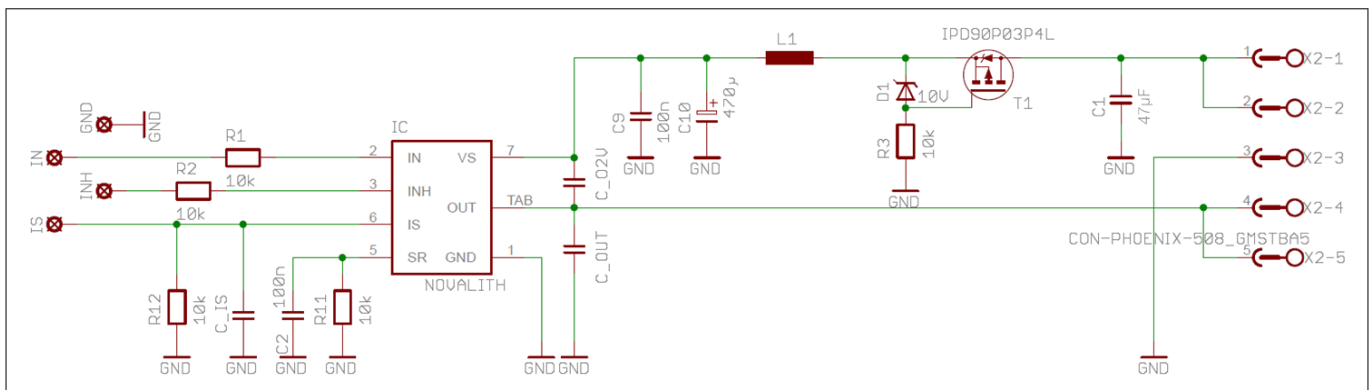 IPD90P03P4L
L1
T1
D1
10V
R3
10k
GND
C9
100n
GND
C10
+
470µ
GND
C1
47µF
GND
1
X2-1
2
X2-2
3
X2-3
4
X2-4
5
X2-5
CON-PHOENIX-508_GMSTBA5
GND
GND
IN
R1
10k
INH
R2
10k
IS
IC
2
IN
VS
7
3
INH
OUT
TAB
6
IS
5
SR
GND
1
NOVALITH
C_O2V
C_OUT
R12
10k
GND
C_IS
GND
100n
C2
GND
R11
10k
GND
GND
GND
GND